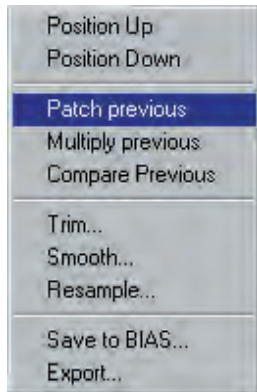 Position Up
Position Down
Patch previous
Multiply previous
Compare Previous
Trim...
Smooth...
Resample...
Save to BIAS...
Export...